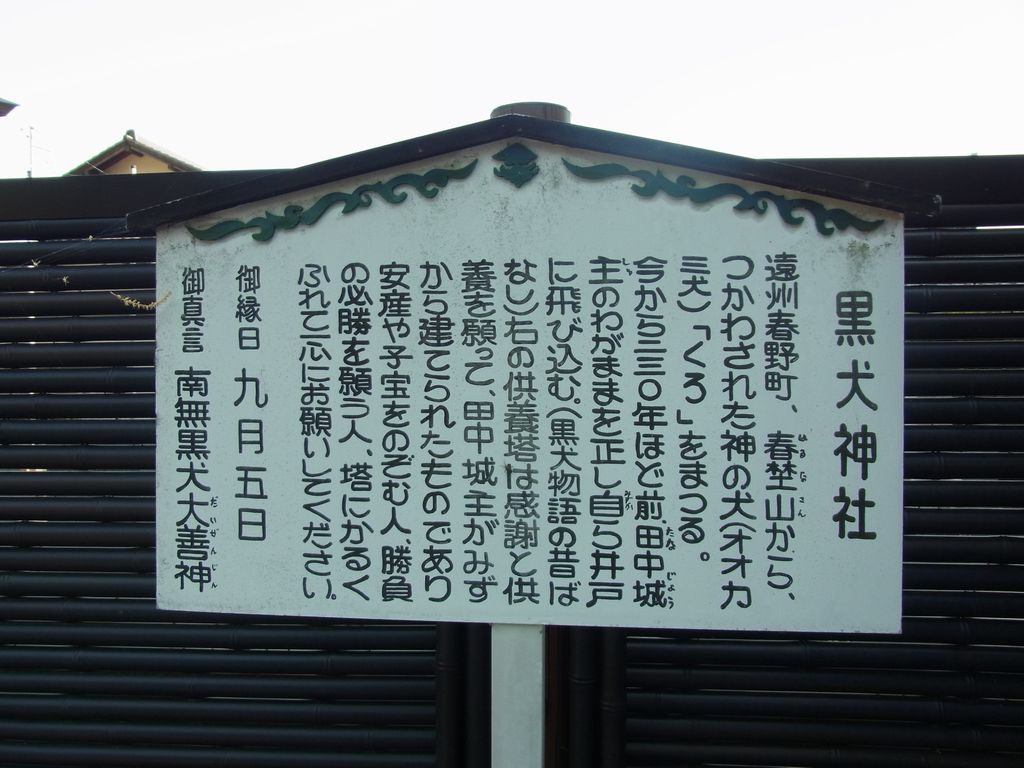 黒犬神社
遠州春野町、春埜山から、
つかわされた神の犬(オオカ
ミ犬)「くろ」をまつる。
今から三三〇年ほど前、田中城
主のわがままを正し自ら井戸
に飛び込む。(黒犬物語の昔ば
なし)右の供養塔は感謝と供
養を願って、田中城主がみず
から建てられたものであり
安産や子宝をのぞむ人、勝負
の必勝を願う人、塔にかるく
ふれて心にお願いしてください。
御縁日 九月五日
御真言 南無黒犬大善神